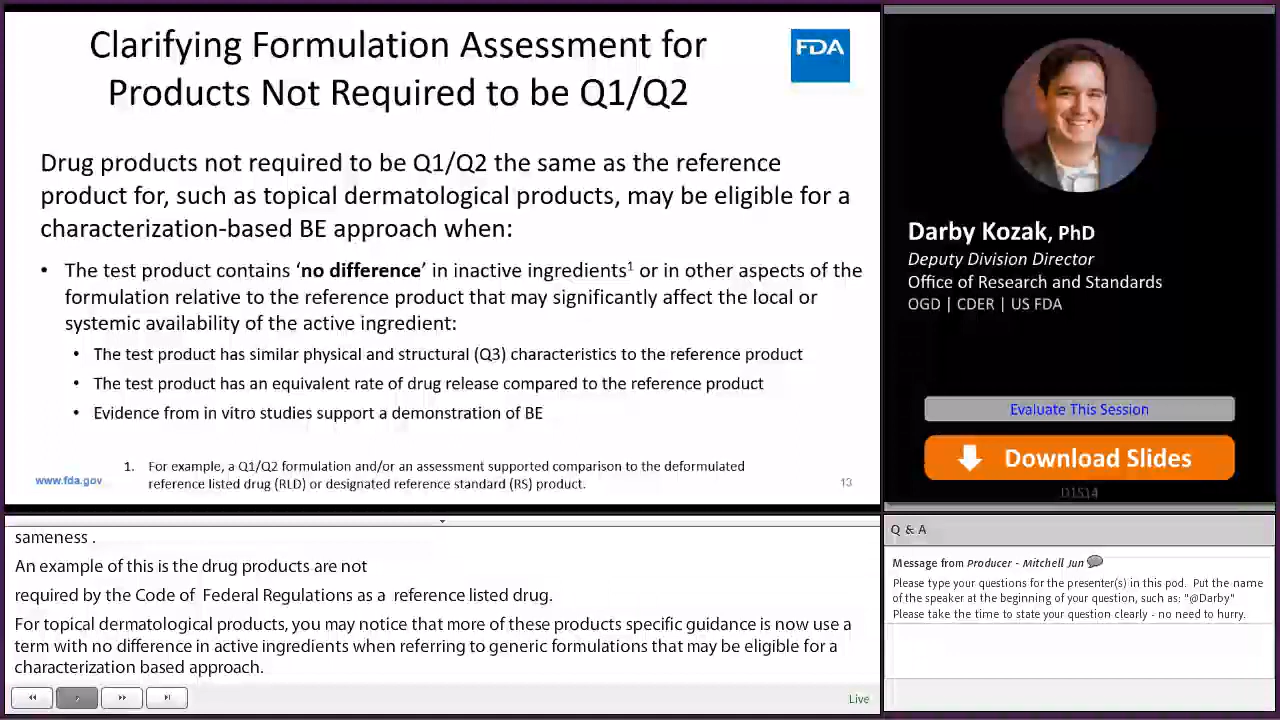 Clarifying Formulation Assessment for
Products Not Required to be Q1/Q2
FDA
Drug products not required to be Q1/Q2 the same as the reference
product for, such as topical dermatological products, may be eligible for a
characterization-based BE approach when:
• The test product contains ‘no difference’ in inactive ingredients1 or in other aspects of the
formulation relative to the reference product that may significantly affect the local or
systemic availability of the active ingredient:
• The test product has similar physical and structural (Q3) characteristics to the reference product
• The test product has an equivalent rate of drug release compared to the reference product
• Evidence from in vitro studies support a demonstration of BE
1. For example, a Q1/Q2 formulation and/or an assessment supported comparison to the deformulated
reference listed drug (RLD) or designated reference standard (RS) product.
www.fda.gov
13
Darby Kozak, PhD
Deputy Division Director
Office of Research and Standards
OGD | CDER | US FDA
Evaluate This Session
Download Slides
D1S14
sameness .
An example of this is the drug products are not
required by the Code of  Federal Regulations as a  reference listed drug.
For topical dermatological products, you may notice that more of these products specific guidance is now use a
term with no difference in active ingredients when referring to generic formulations that may be eligible for a
characterization based approach.
Live
Q & A
Message from Producer - Mitchell Jun
Please type your questions for the presenter(s) in this pod.  Put the name
of the speaker at the beginning of your question, such as: "@Darby"
Please take the time to state your question clearly - no need to hurry.